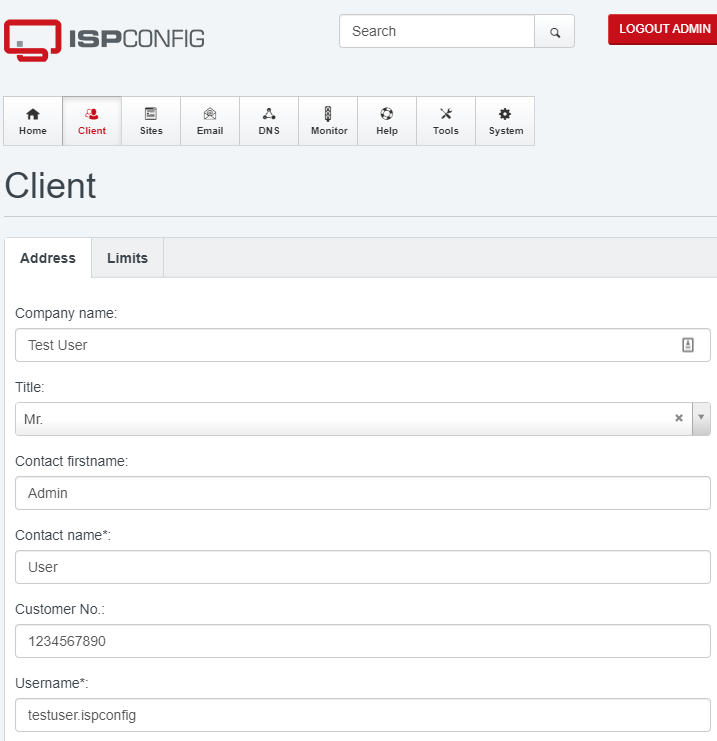 ISPCONFIG
Search
LOGOUT ADMIN
Home Client Sites Email DNS Monitor Help Tools System
Client
Address Limits
Company name:
Test User
Title:
Mr.
Contact firstname:
Admin
Contact name*:
User
Customer No.:
1234567890
Username*:
testuser.ispconfig